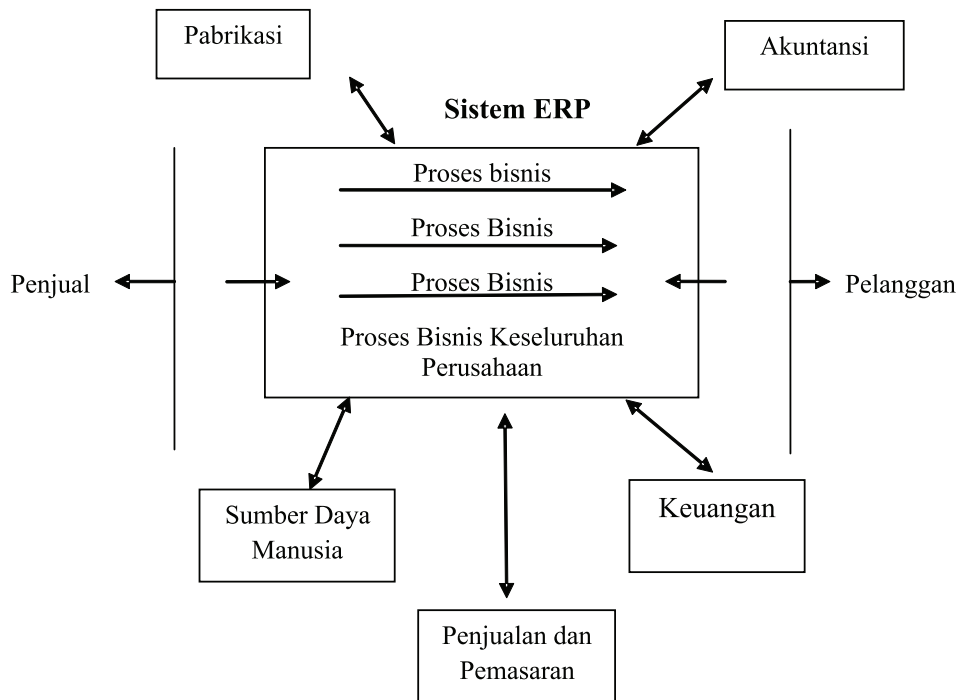 Pabrikasi
Akuntansi
Sistem ERP
Proses bisnis
Proses Bisnis
Proses Bisnis
Penjual
Pelanggan
Proses Bisnis Keseluruhan
Perusahaan
Sumber Daya
Manusia
Keuangan
Penjualan dan
Pemasaran